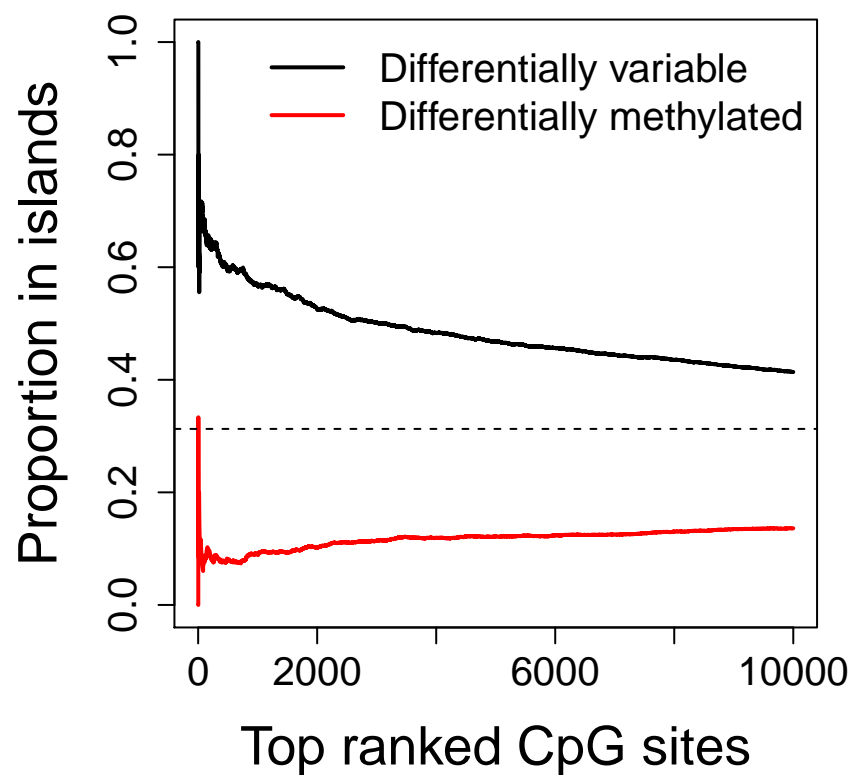 Differentially variable
Differentially methylated
Proportion in islands
1.0
0.8
0.6
0.4
0.2
0.0
0 2000 6000 10000
Top ranked CpG sites